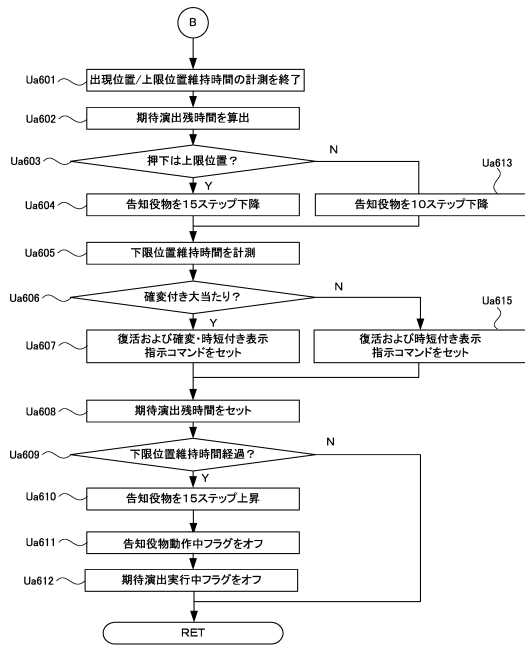 B
Ua601
出現位置/上限位置維持時間の計測を終了
Ua602
期待演出残時間を算出
Ua603
押下は上限位置？
N
Y
Ua613
Ua604
告知役物を15ステップ下降
告知役物を10ステップ下降
Ua605
下限位置維持時間を計測
Ua606
確変付き大当たり？
N
Y
Ua615
Ua607
復活および確変・時短付き表示
指示コマンドをセット
復活および時短付き表示
指示コマンドをセット
Ua608
期待演出残時間をセット
Ua609
下限位置維持時間経過？
N
Y
Ua610
告知役物を15ステップ上昇
Ua611
告知役物動作中フラグをオフ
Ua612
期待演出実行中フラグをオフ
RET